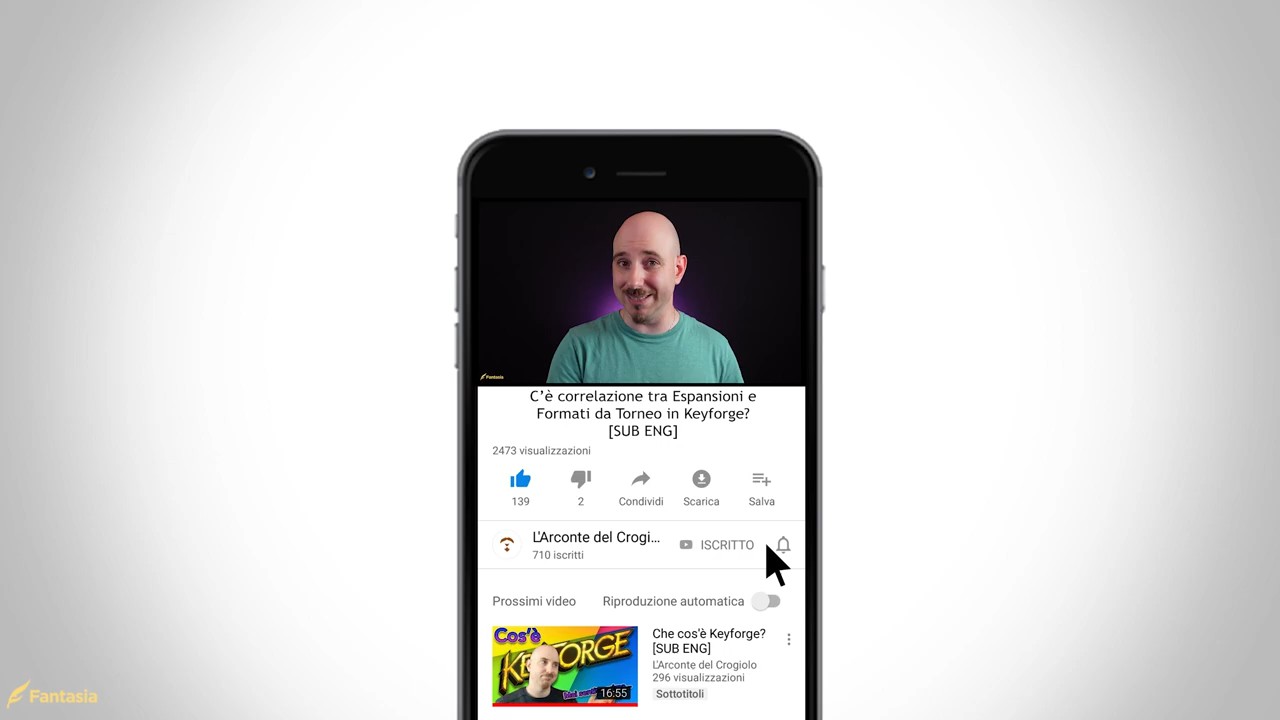 Fantasia
C'è correlazione tra Espansioni e
Formati da Torneo in Keyforge?
[SUB ENG]
2473 visualizzazioni
139
2
Condividi
Scarica
Salva
L'Arconte del Crogi...
710 iscritti
ISCRITTO
Prossimi video
Riproduzione automatica
Cos'è
KEYFORGE
16:55
Che cos'è Keyforge?
[SUB ENG]
L'Arconte del Crogiolo
296 visualizzazioni
Sottotitoli
Fantasia